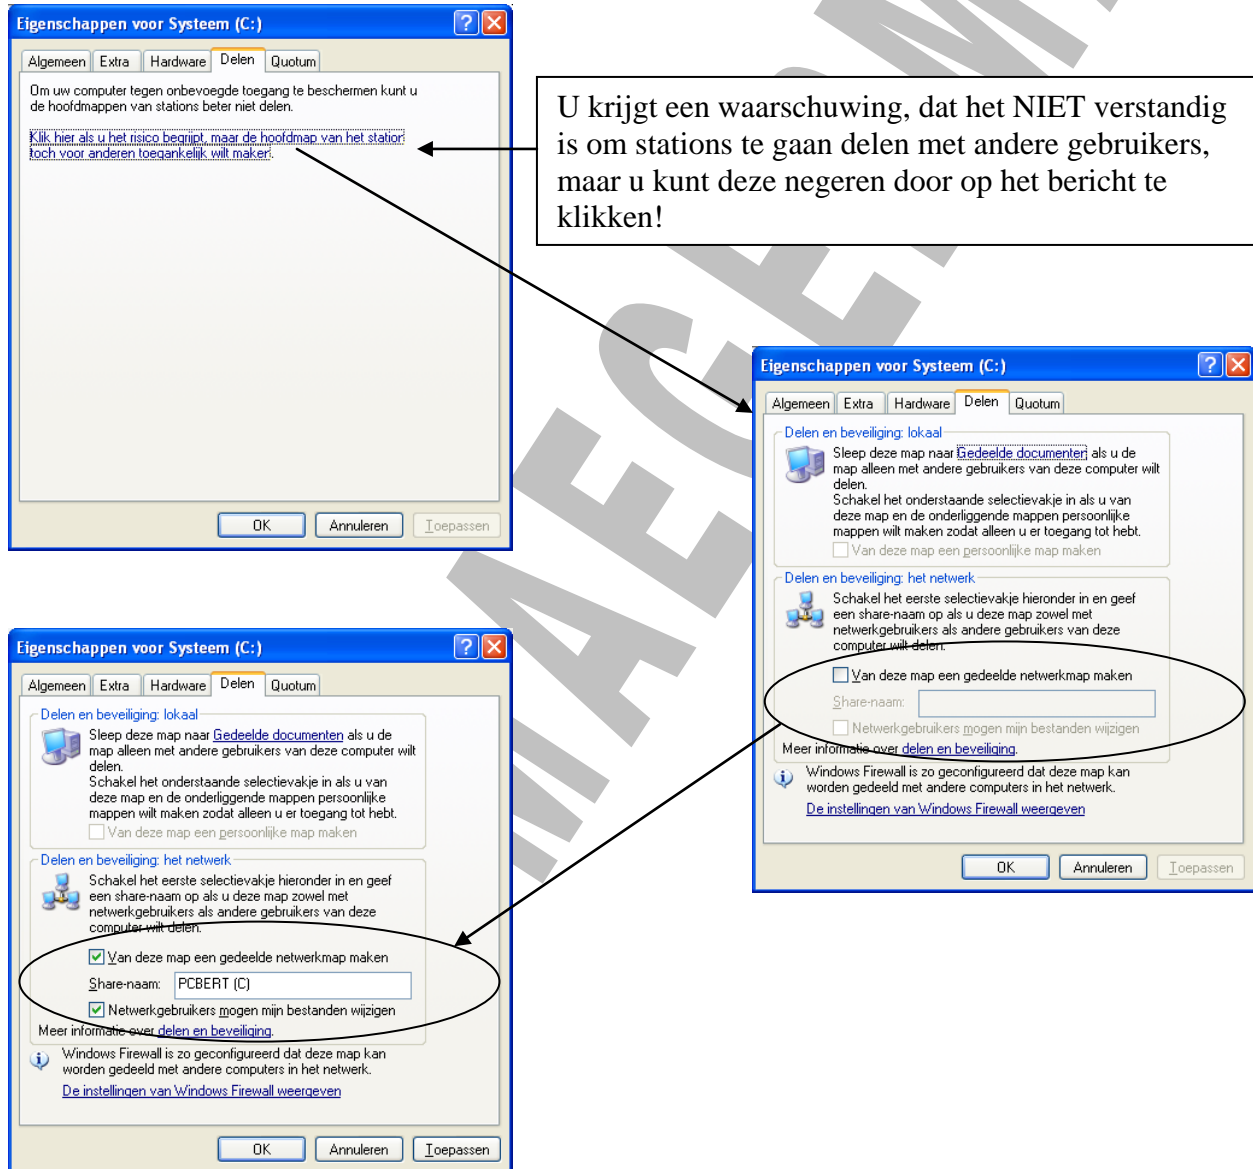 Eigenschappen voor Systeem (C:)
Algemeen Extra Hardware Delen Quotum
Om uw computer tegen onbevoegde toegang te beschermen kunt u
de hoofdmappen van stations beter niet delen.
Klik hier als u het risico begrijpt, maar de hoofdmap van het station
toch voor anderen toegankelijk wilt maken.
OK Annuleren Toepassen
U krijgt een waarschuwing, dat het NIET verstandig
is om stations te gaan delen met andere gebruikers,
maar u kunt deze negeren door op het bericht te
klikken!
Eigenschappen voor Systeem (C:)
Algemeen Extra Hardware Delen Quotum
Delen en beveiliging: lokaal
Sleep deze map naar Gedeelde documenten als u de
map alleen met andere gebruikers van deze computer wilt
delen.
Schakel het onderstaande selectievakje in als u van
deze map en de onderliggende mappen persoonlijke
mappen wilt maken zodat alleen u er toegang tot hebt.
Van deze map een persoonlijke map maken
Delen en beveiliging: het netwerk
Schakel het eerste selectievakje hieronder in en geef
een share-naam op als u deze map zowel met
netwerkgebruikers als andere gebruikers van deze
computer wilt delen.
Van deze map een gedeelde netwerkmap maken
Share-naam:
Netwerkgebruikers mogen mijn bestanden wijzigen
Meer informatie over delen en beveiliging.
Windows Firewall is zo geconfigureerd dat deze map kan
worden gedeeld met andere computers in het netwerk.
De instellingen van Windows Firewall weergeven
OK Annuleren Toepassen
Eigenschappen voor Systeem (C:)
Algemeen Extra Hardware Delen Quotum
Delen en beveiliging: lokaal
Sleep deze map naar Gedeelde documenten als u de
map alleen met andere gebruikers van deze computer wilt
delen.
Schakel het onderstaande selectievakje in als u van
deze map en de onderliggende mappen persoonlijke
mappen wilt maken zodat alleen u er toegang tot hebt.
Van deze map een persoonlijke map maken
Delen en beveiliging: het netwerk
Schakel het eerste selectievakje hieronder in en geef
een share-naam op als u deze map zowel met
netwerkgebruikers als andere gebruikers van deze
computer wilt delen.
Van deze map een gedeelde netwerkmap maken
Share-naam: PCBERT (C)
Netwerkgebruikers mogen mijn bestanden wijzigen
Meer informatie over delen en beveiliging.
Windows Firewall is zo geconfigureerd dat deze map kan
worden gedeeld met andere computers in het netwerk.
De instellingen van Windows Firewall weergeven
OK Annuleren Toepassen